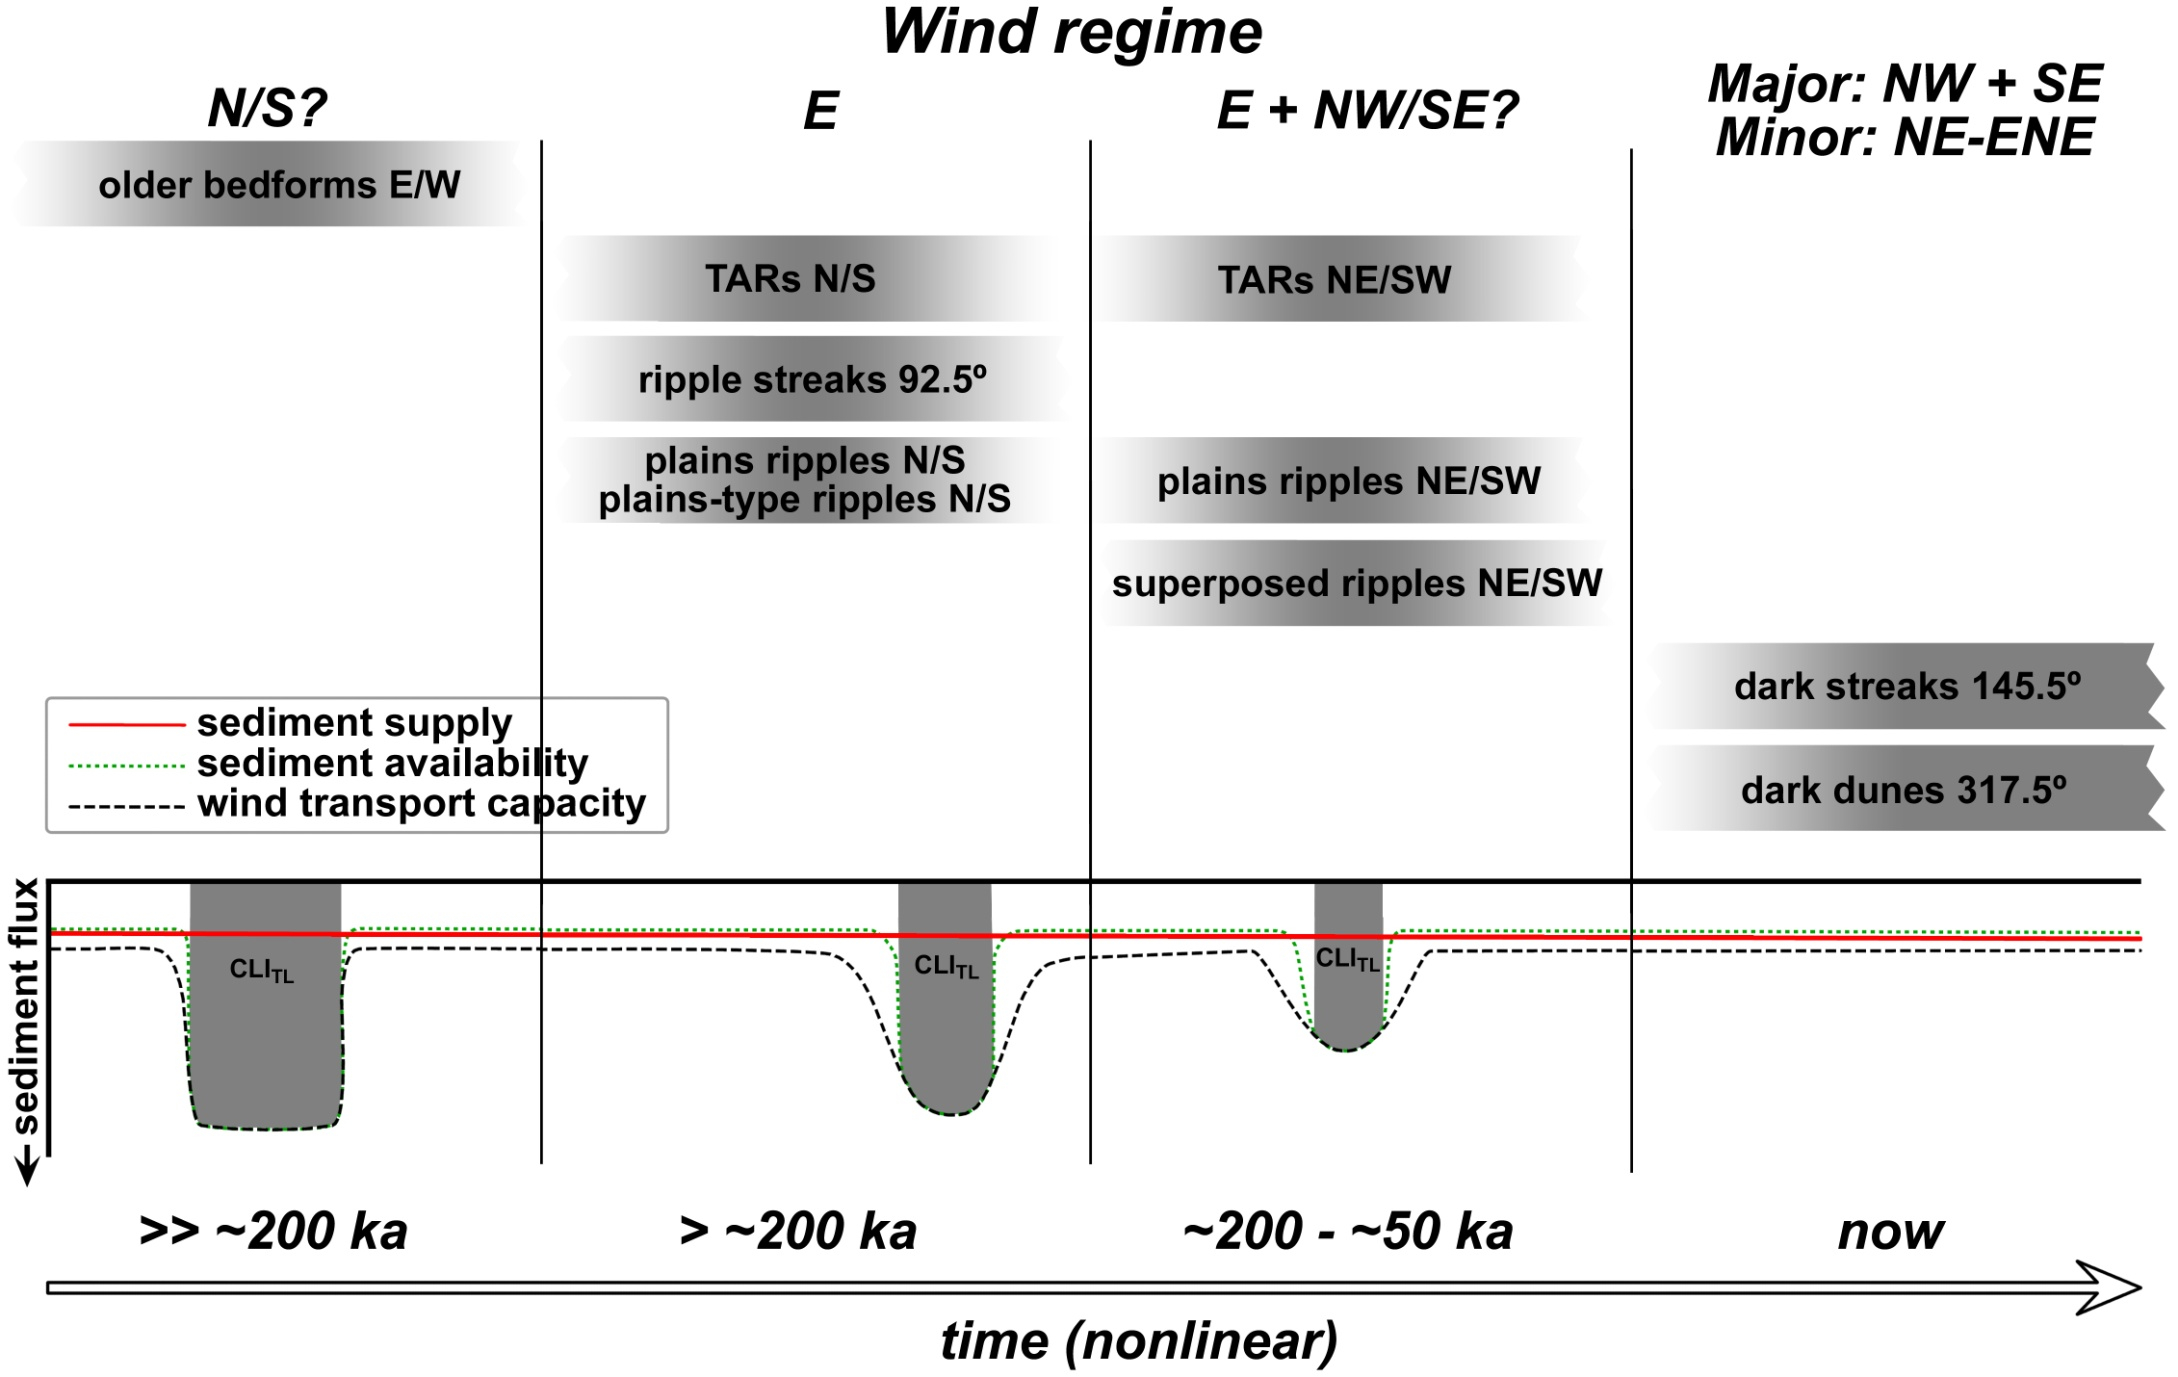 Wind regime
N/S?
E
E + NW/SE?
Major: NW + SE
Minor: NE-ENE
older bedforms E/W
TARs N/S
TARs NE/SW
ripple streaks 92.5º
plains ripples N/S
plains-type ripples N/S
plains ripples NE/SW
superposed ripples NE/SW
dark streaks 145.5º
dark dunes 317.5º
sediment supply
sediment availability
wind transport capacity
← sediment flux
CLITL
CLITL
CLITL
>> ~200 ka
> ~200 ka
~200 - ~50 ka
now
time (nonlinear)